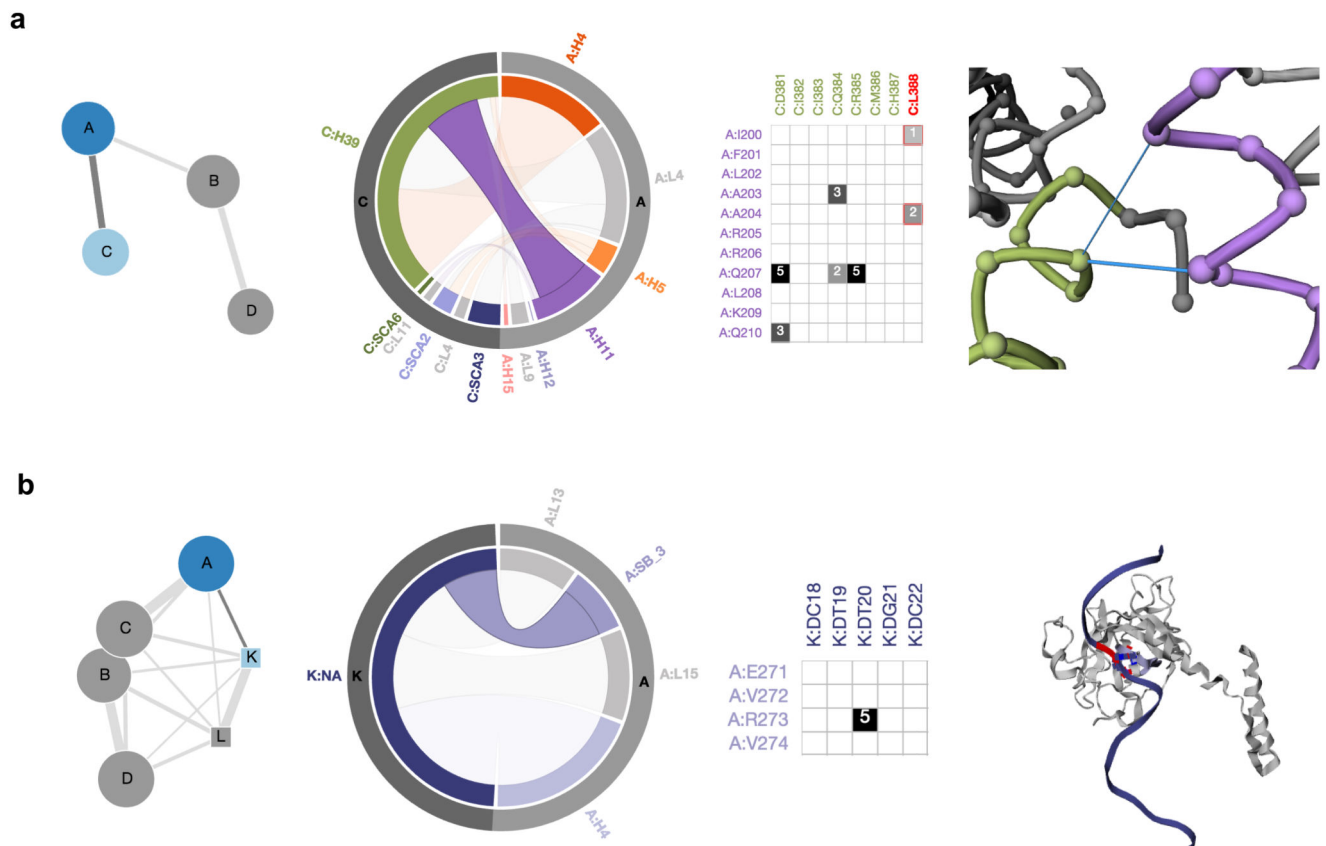 a
A
B
C
D
A:H4
C:H39
C
A
A:L4
A:H5
A:H11
A:H12
A:L9
A:H15
C:SCA3
C:L4
C:SCA2
C:L11
C:SCA6
C:D381
C:I382
C:I383
C:Q384
C:R385
C:M386
C:H387
C:L388
A:I200 1
A:F201
A:L202
A:A203 3
A:A204 2
A:R205
A:R206
A:Q207 5 2 5
A:L208
A:K209
A:Q210 3
b
A
C
K
B
L
D
A:L13
A:SB_3
K:NA
K
A
A:L15
A:H4
K:DC18
K:DT19
K:DT20
K:DG21
K:DC22
A:E271
A:V272
A:R273 5
A:V274